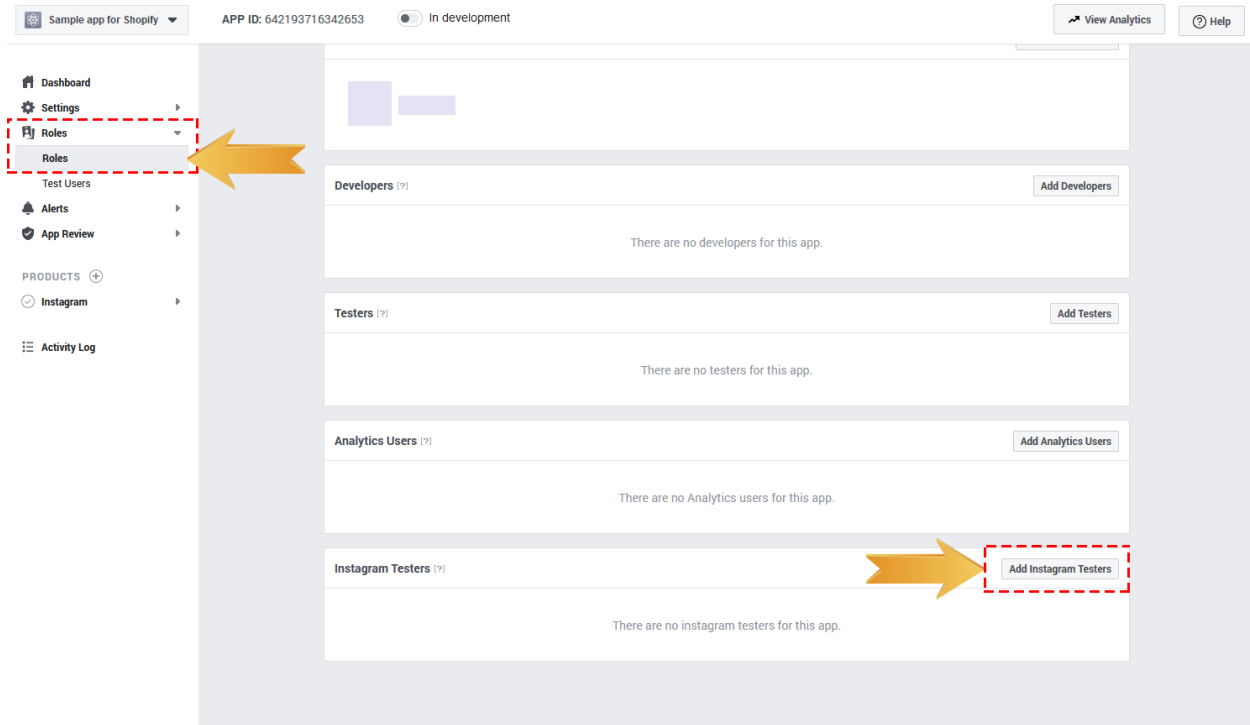 Sample app for Shopify
APP ID: 642193716342653
In development
View Analytics
Help
Dashboard
Settings
Roles
Roles
Test Users
Alerts
App Review
PRODUCTS
Instagram
Activity Log
Developers [?]
Add Developers
There are no developers for this app.
Testers [?]
Add Testers
There are no testers for this app.
Analytics Users [?]
Add Analytics Users
There are no Analytics users for this app.
Instagram Testers [?]
Add Instagram Testers
There are no instagram testers for this app.